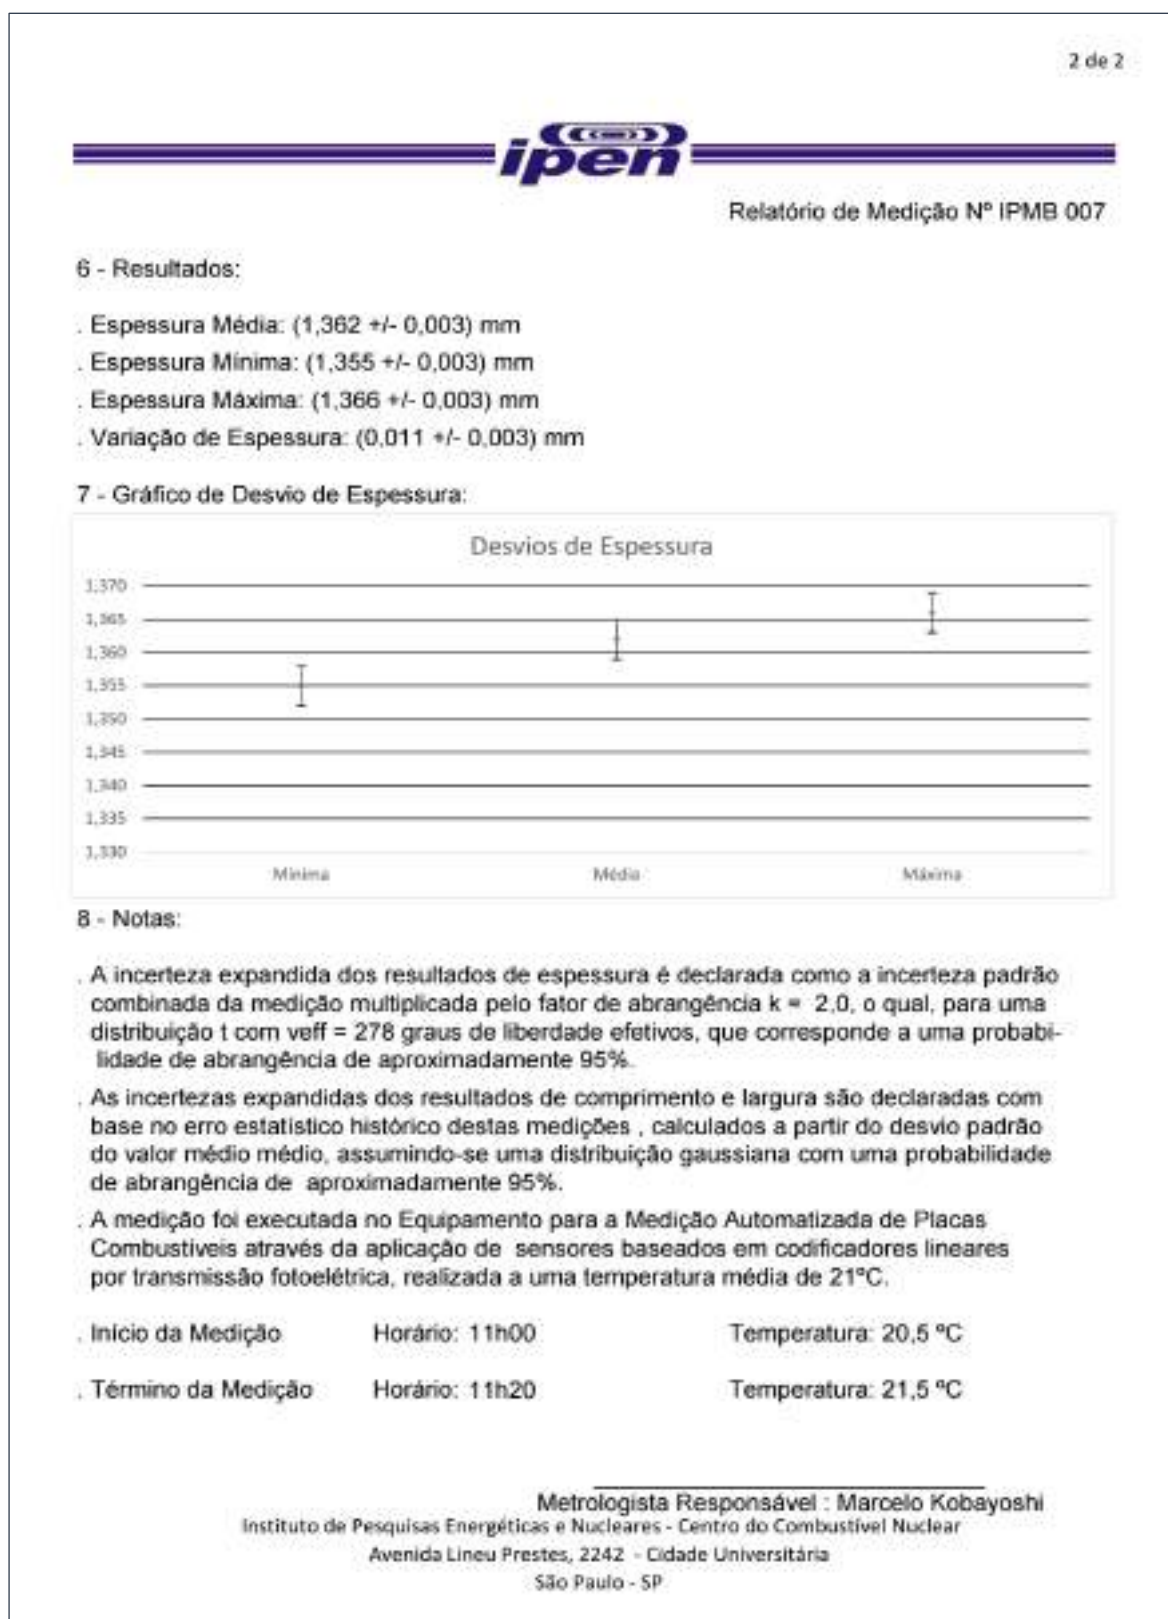 2 de 2
ipen
Relatório de Medição Nº IPMB 007
6 - Resultados:
. Espessura Média: (1,362 +/- 0,003) mm
. Espessura Mínima: (1,355 +/- 0,003) mm
. Espessura Máxima: (1,366 +/- 0,003) mm
. Variação de Espessura: (0,011 +/- 0,003) mm
7 - Gráfico de Desvio de Espessura:
Desvios de Espessura
1,370
1,365
1,360
1,355
1,350
1,345
1,340
1,335
1,330
Mínima Média Máxima
8 - Notas:
. A incerteza expandida dos resultados de espessura é declarada como a incerteza padrão
combinada da medição multiplicada pelo fator de abrangência k = 2,0, o qual, para uma
distribuição t com veff = 278 graus de liberdade efetivos, que corresponde a uma probabi-
lidade de abrangência de aproximadamente 95%.
. As incertezas expandidas dos resultados de comprimento e largura são declaradas com
base no erro estatístico histórico destas medições , calculados a partir do desvio padrão
do valor médio médio, assumindo-se uma distribuição gaussiana com uma probabilidade
de abrangência de aproximadamente 95%.
. A medição foi executada no Equipamento para a Medição Automatizada de Placas
Combustíveis através da aplicação de sensores baseados em codificadores lineares
por transmissão fotoelétrica, realizada a uma temperatura média de 21ºC.
. Início da Medição Horário: 11h00 Temperatura: 20,5 ºC
. Término da Medição Horário: 11h20 Temperatura: 21,5 ºC
Metrologista Responsável : Marcelo Kobayoshi
Instituto de Pesquisas Energéticas e Nucleares - Centro do Combustível Nuclear
Avenida Lineu Prestes, 2242 - Cidade Universitária
São Paulo - SP